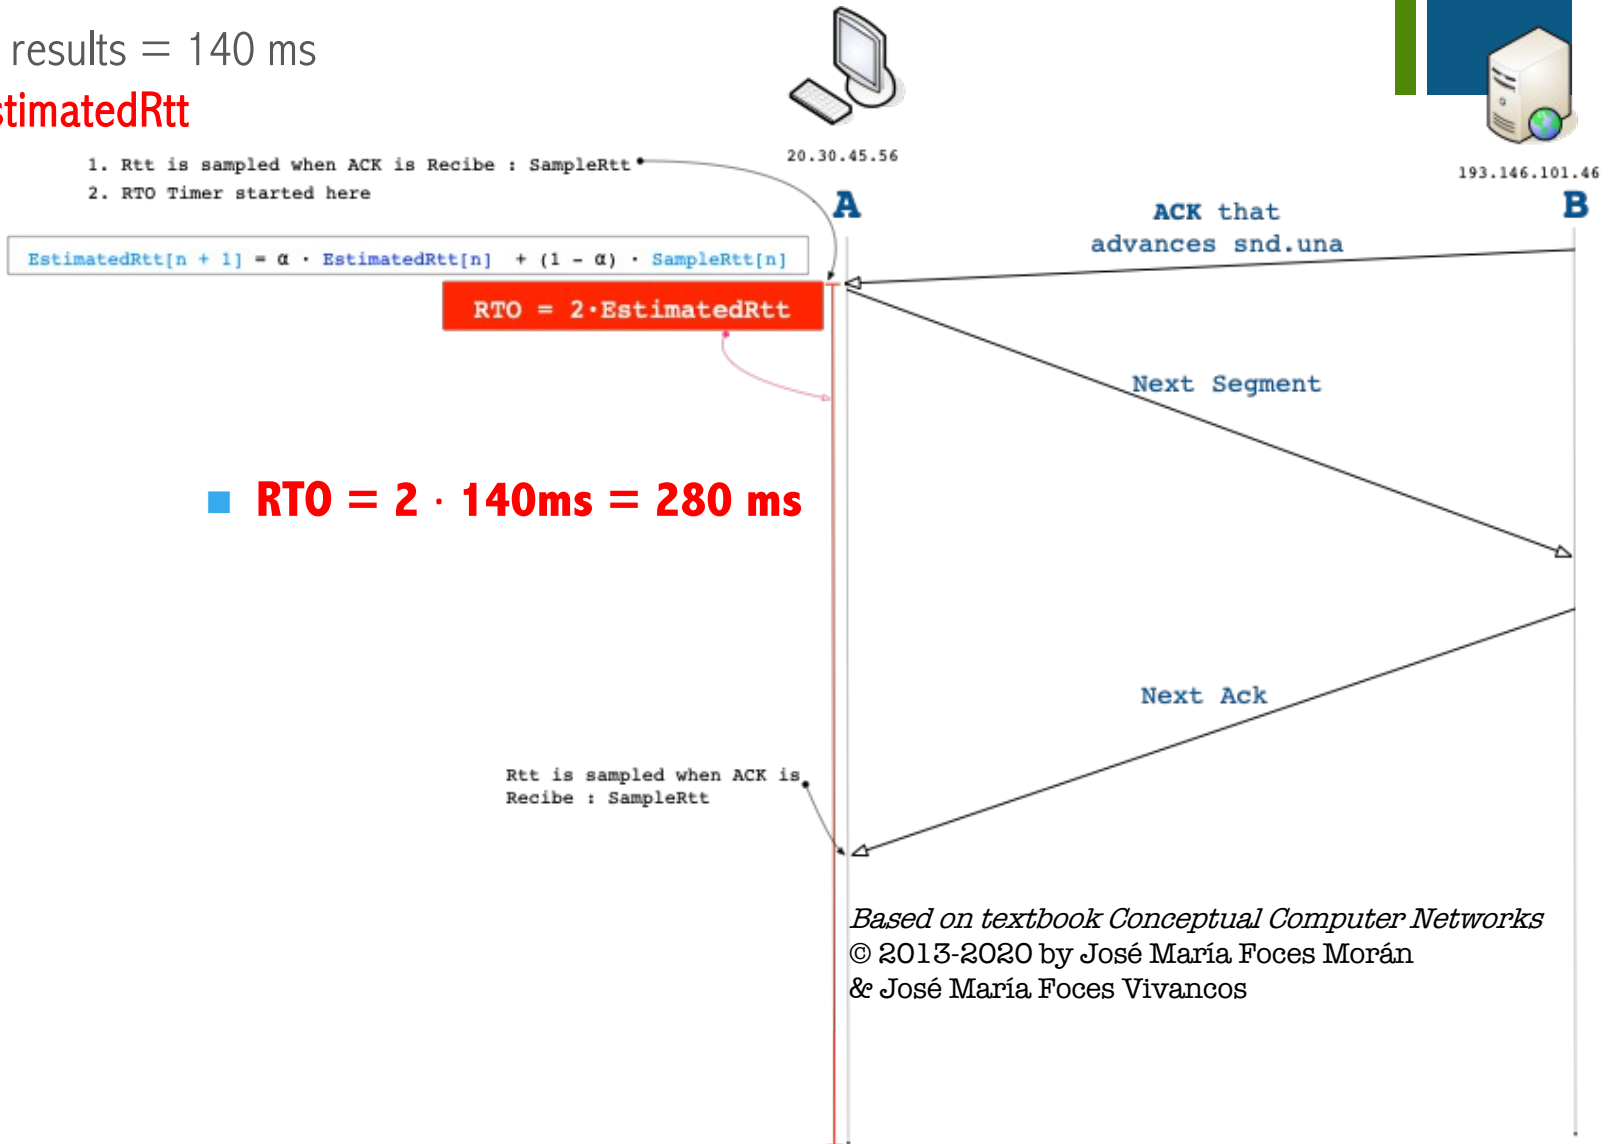 results = 140 ms
stimatedRtt
20.30.45.56
193.146.101.46
1. Rtt is sampled when ACK is Recibe : SampleRtt
2. RTO Timer started here
A
B
ACK that
advances snd.una
EstimatedRtt[n + 1] = α · EstimatedRtt[n] + (1 - α) · SampleRtt[n]
RTO = 2·EstimatedRtt
Next Segment
■ RTO = 2 · 140ms = 280 ms
Next Ack
Rtt is sampled when ACK is
Recibe : SampleRtt
Based on textbook Conceptual Computer Networks
© 2013-2020 by José María Foces Morán
& José María Foces Vivancos